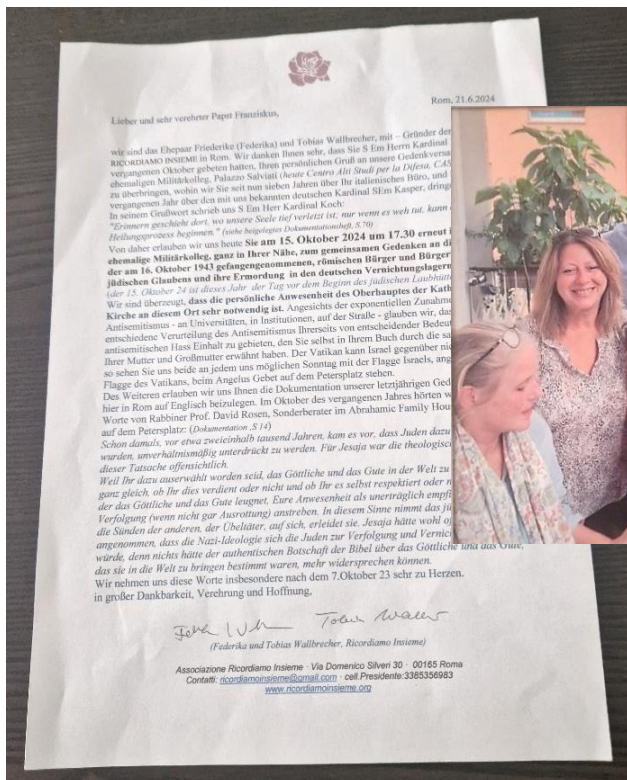 Rom, 21.6.2024
Lieber und sehr verehrter Papst Franziskus,
wir sind das Ehepaar Friederike (Federika) und Tobias Wallbrecher, mit – Gründer der
RICORDIAMO INSIEME in Rom. Wir danken Ihnen sehr, dass Sie S Em Herrn Kardinal
vergangenen Oktober gebeten hatten, Ihren persönlichen Gruß an unsere Gedenkversa
ehemaligen Militärkolleg, Palazzo Salviati (heute Centro Alti Studi per la Difesa, CAS
zu überbringen, wohin wir Sie seit nun sieben Jahren über Ihr italienisches Büro, und
vergangenen Jahr über den mit uns bekannten deutschen Kardinal SEm Kasper, dring
In seinem Grußwort schrieb uns S Em Herr Kardinal Koch:
"Erinnern geschieht dort, wo unsere Seele tief verletzt ist; nur wenn es weh tut, kann
Heilungsprozess beginnen." (siehe beigelegtes Dokumentationsheft, S.70)
Von daher erlauben wir uns heute Sie am 15. Oktober 2024 um 17.30 erneut i
ehemalige Militärkolleg, ganz in Ihrer Nähe, zum gemeinsamen Gedenken an di
der am 16. Oktober 1943 gefangengenommenen, römischen Bürger und Bürger
jüdischen Glaubens und ihre Ermordung in den deutschen Vernichtungslagern
(der 15. Oktober 24 ist dieses Jahr der Tag vor dem Beginn des jüdischen Laubhütt
Wir sind überzeugt, dass die persönliche Anwesenheit des Oberhauptes der Kath
Kirche an diesem Ort sehr notwendig ist. Angesichts der exponentiellen Zunahm
Antisemitismus - an Universitäten, in Institutionen, auf der Straße - glauben wir, das
entschiedene Verurteilung des Antisemitismus Ihrerseits von entscheidender Bedeut
antisemitischen Hass Einhalt zu gebieten, den Sie selbst in Ihrem Buch durch die sa
Ihrer Mutter und Großmutter erwähnt haben. Der Vatikan kann Israel gegenüber nic
so sehen Sie uns beide an jedem uns möglichen Sonntag mit der Flagge Israels, ang
Flagge des Vatikans, beim Angelus Gebet auf dem Petersplatz stehen.
Des Weiteren erlauben wir uns Ihnen die Dokumentation unserer letztjährigen Ged
hier in Rom auf Englisch beizulegen. Im Oktober des vergangenen Jahres hörten w
Worte von Rabbiner Prof. David Rosen, Sonderberater im Abrahamic Family Hou
auf dem Petersplatz: (Dokumentation ,S 14)
Schon damals, vor etwa zweieinhalb tausend Jahren, kam es vor, dass Juden dazu
wurden, unverhältnismäßig unterdrückt zu werden. Für Jesaja war die theologisc
dieser Tatsache offensichtlich.
Weil Ihr dazu auserwählt worden seid, das Göttliche und das Gute in der Welt zu
ganz gleich, ob Ihr dies verdient oder nicht und ob Ihr es selbst respektiert oder n
der das Göttliche und das Gute leugnet, Eure Anwesenheit als unerträglich empfi
Verfolgung (wenn nicht gar Ausrottung) anstreben. In diesem Sinne nimmt das jü
die Sünden der anderen, der Übeltäter, auf sich, erleidet sie. Jesaja hätte wohl
angenommen, dass die Nazi-Ideologie sich die Juden zur Verfolgung und Vernic
würde, denn nichts hätte der authentischen Botschaft der Bibel über das Göttliche und das Gute,
das sie in die Welt zu bringen bestimmt waren, mehr widersprechen können.
Wir nehmen uns diese Worte insbesondere nach dem 7.Oktober 23 sehr zu Herzen.
in großer Dankbarkeit, Verehrung und Hoffnung,
(Federika und Tobias Wallbrecher, Ricordiamo Insieme)
Associazione Ricordiamo Insieme · Via Domenico Silveri 30 · 00165 Roma
Contatti: ricordiamoinsieme@gmail.com · cell.Presidente:3385356983
www.ricordiamoinsieme.org